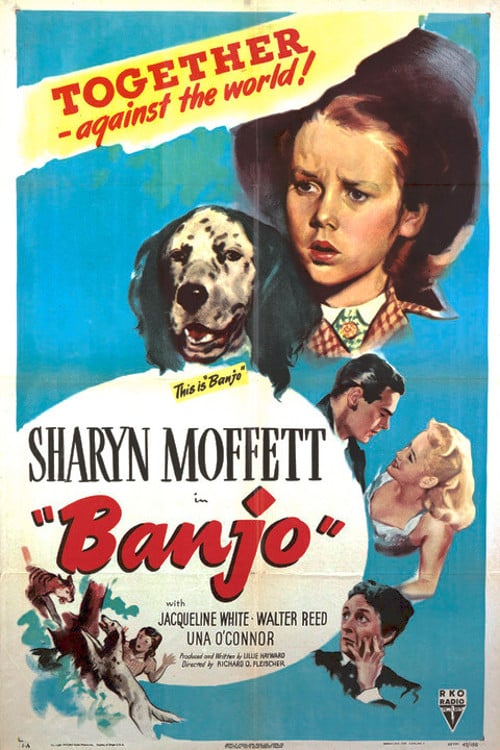 TOGETHER
- against the world!
This is "Banjo"
SHARYN MOFFETT
in
"Banjo"
with
JACQUELINE WHITE · WALTER REED
UNA O'CONNOR
Produced and Written by LILLIE HAYWARD
Directed by RICHARD O. FLEISCHER
RKO
RADIO